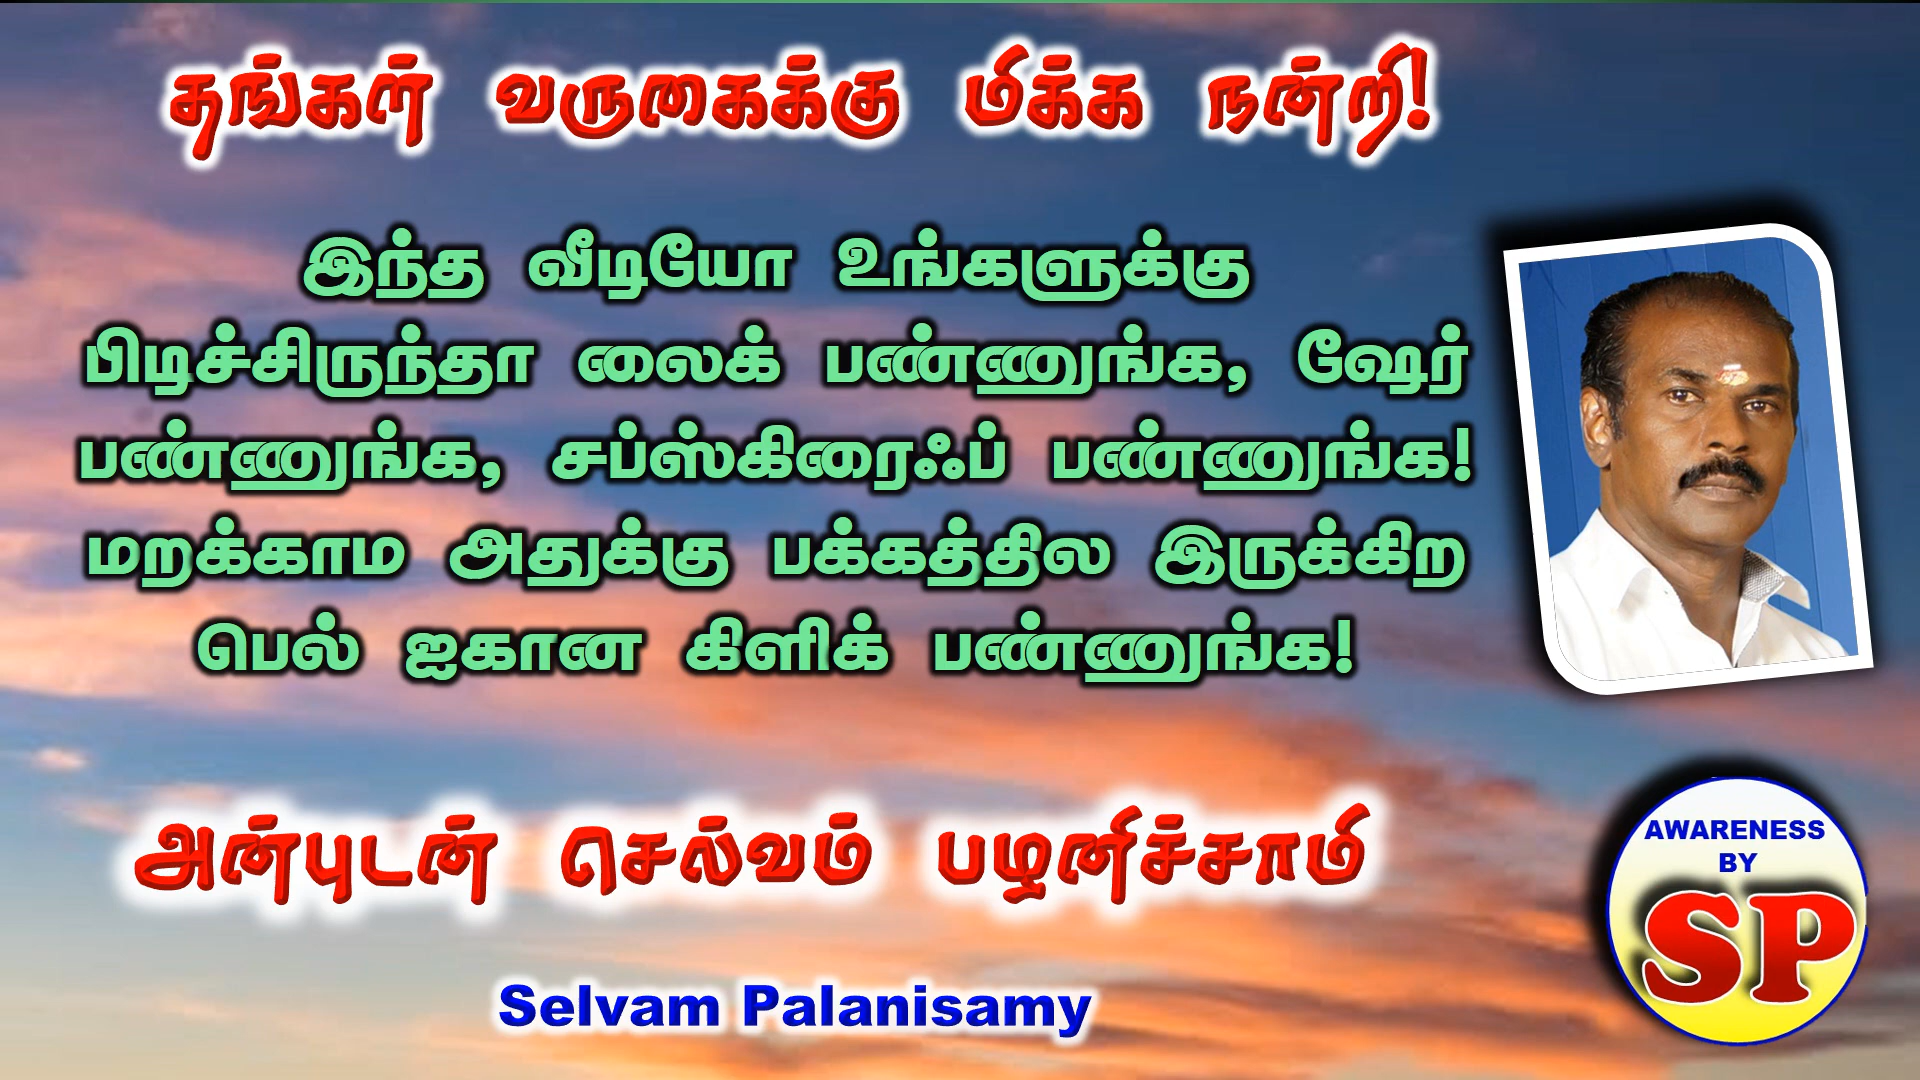 தங்கள் வருகைக்கு மிக்க நன்றி!
இந்த வீடியோ உங்களுக்கு
பிடிச்சிருந்தா லைக் பண்ணுங்க, ஷேர்
பண்ணுங்க, சப்ஸ்கிரைஃப் பண்ணுங்க!
மறக்காம அதுக்கு பக்கத்தில இருக்கிற
பெல் ஐகான கிளிக் பண்ணுங்க!
அன்புடன் செல்வம் பழனிச்சாமி
Selvam Palanisamy
AWARENESS
BY
SP